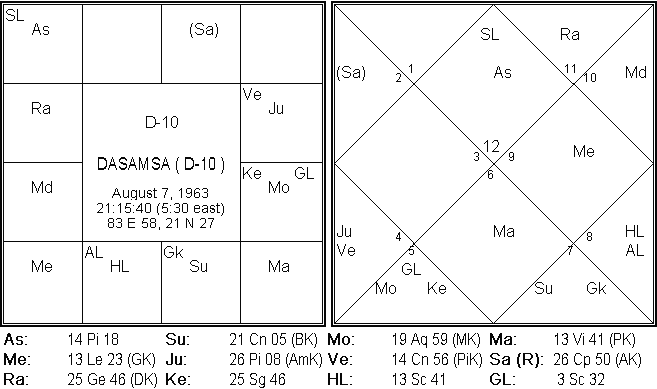 SL
As
(Sa)
Ra
Ve
Ju
D-10
DASAMSA ( D-10 )
August 7, 1963
21:15:40 (5:30 east)
83 E 58, 21 N 27
Md
Ke GL
Mo
Me
AL
HL
Gk
Su
Ma
SL
Ra
(Sa)
2
1
As
11
10
Md
12
3
9
6
Me
Ju
Ve
4
5
GL
Mo
Ke
Ma
7
8
HL
AL
Su
Gk
As: 14 Pi 18 Su: 21 Cn 05 (BK) Mo: 19 Aq 59 (MK) Ma: 13 Vi 41 (PK)
Me: 13 Le 23 (GK) Ju: 26 Pi 08 (AmK) Ve: 14 Cn 56 (PiK) Sa (R): 26 Cp 50 (AK)
Ra: 25 Ge 46 (DK) Ke: 25 Sg 46 HL: 13 Sc 41 GL: 3 Sc 32